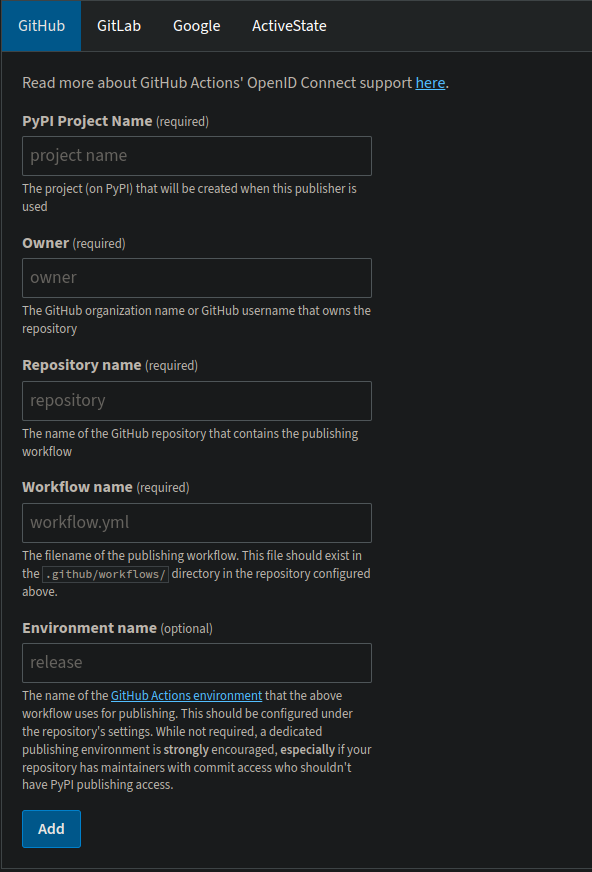 GitHub GitLab Google ActiveState
Read more about GitHub Actions' OpenID Connect support here.
PyPI Project Name (required)
project name
The project (on PyPI) that will be created when this publisher is
used
Owner (required)
owner
The GitHub organization name or GitHub username that owns the
repository
Repository name (required)
repository
The name of the GitHub repository that contains the publishing
workflow
Workflow name (required)
workflow.yml
The filename of the publishing workflow. This file should exist in
the .github/workflows/ directory in the repository configured
above.
Environment name (optional)
release
The name of the GitHub Actions environment that the above
workflow uses for publishing. This should be configured under
the repository's settings. While not required, a dedicated
publishing environment is strongly encouraged, especially if your
repository has maintainers with commit access who shouldn't
have PyPI publishing access.
Add